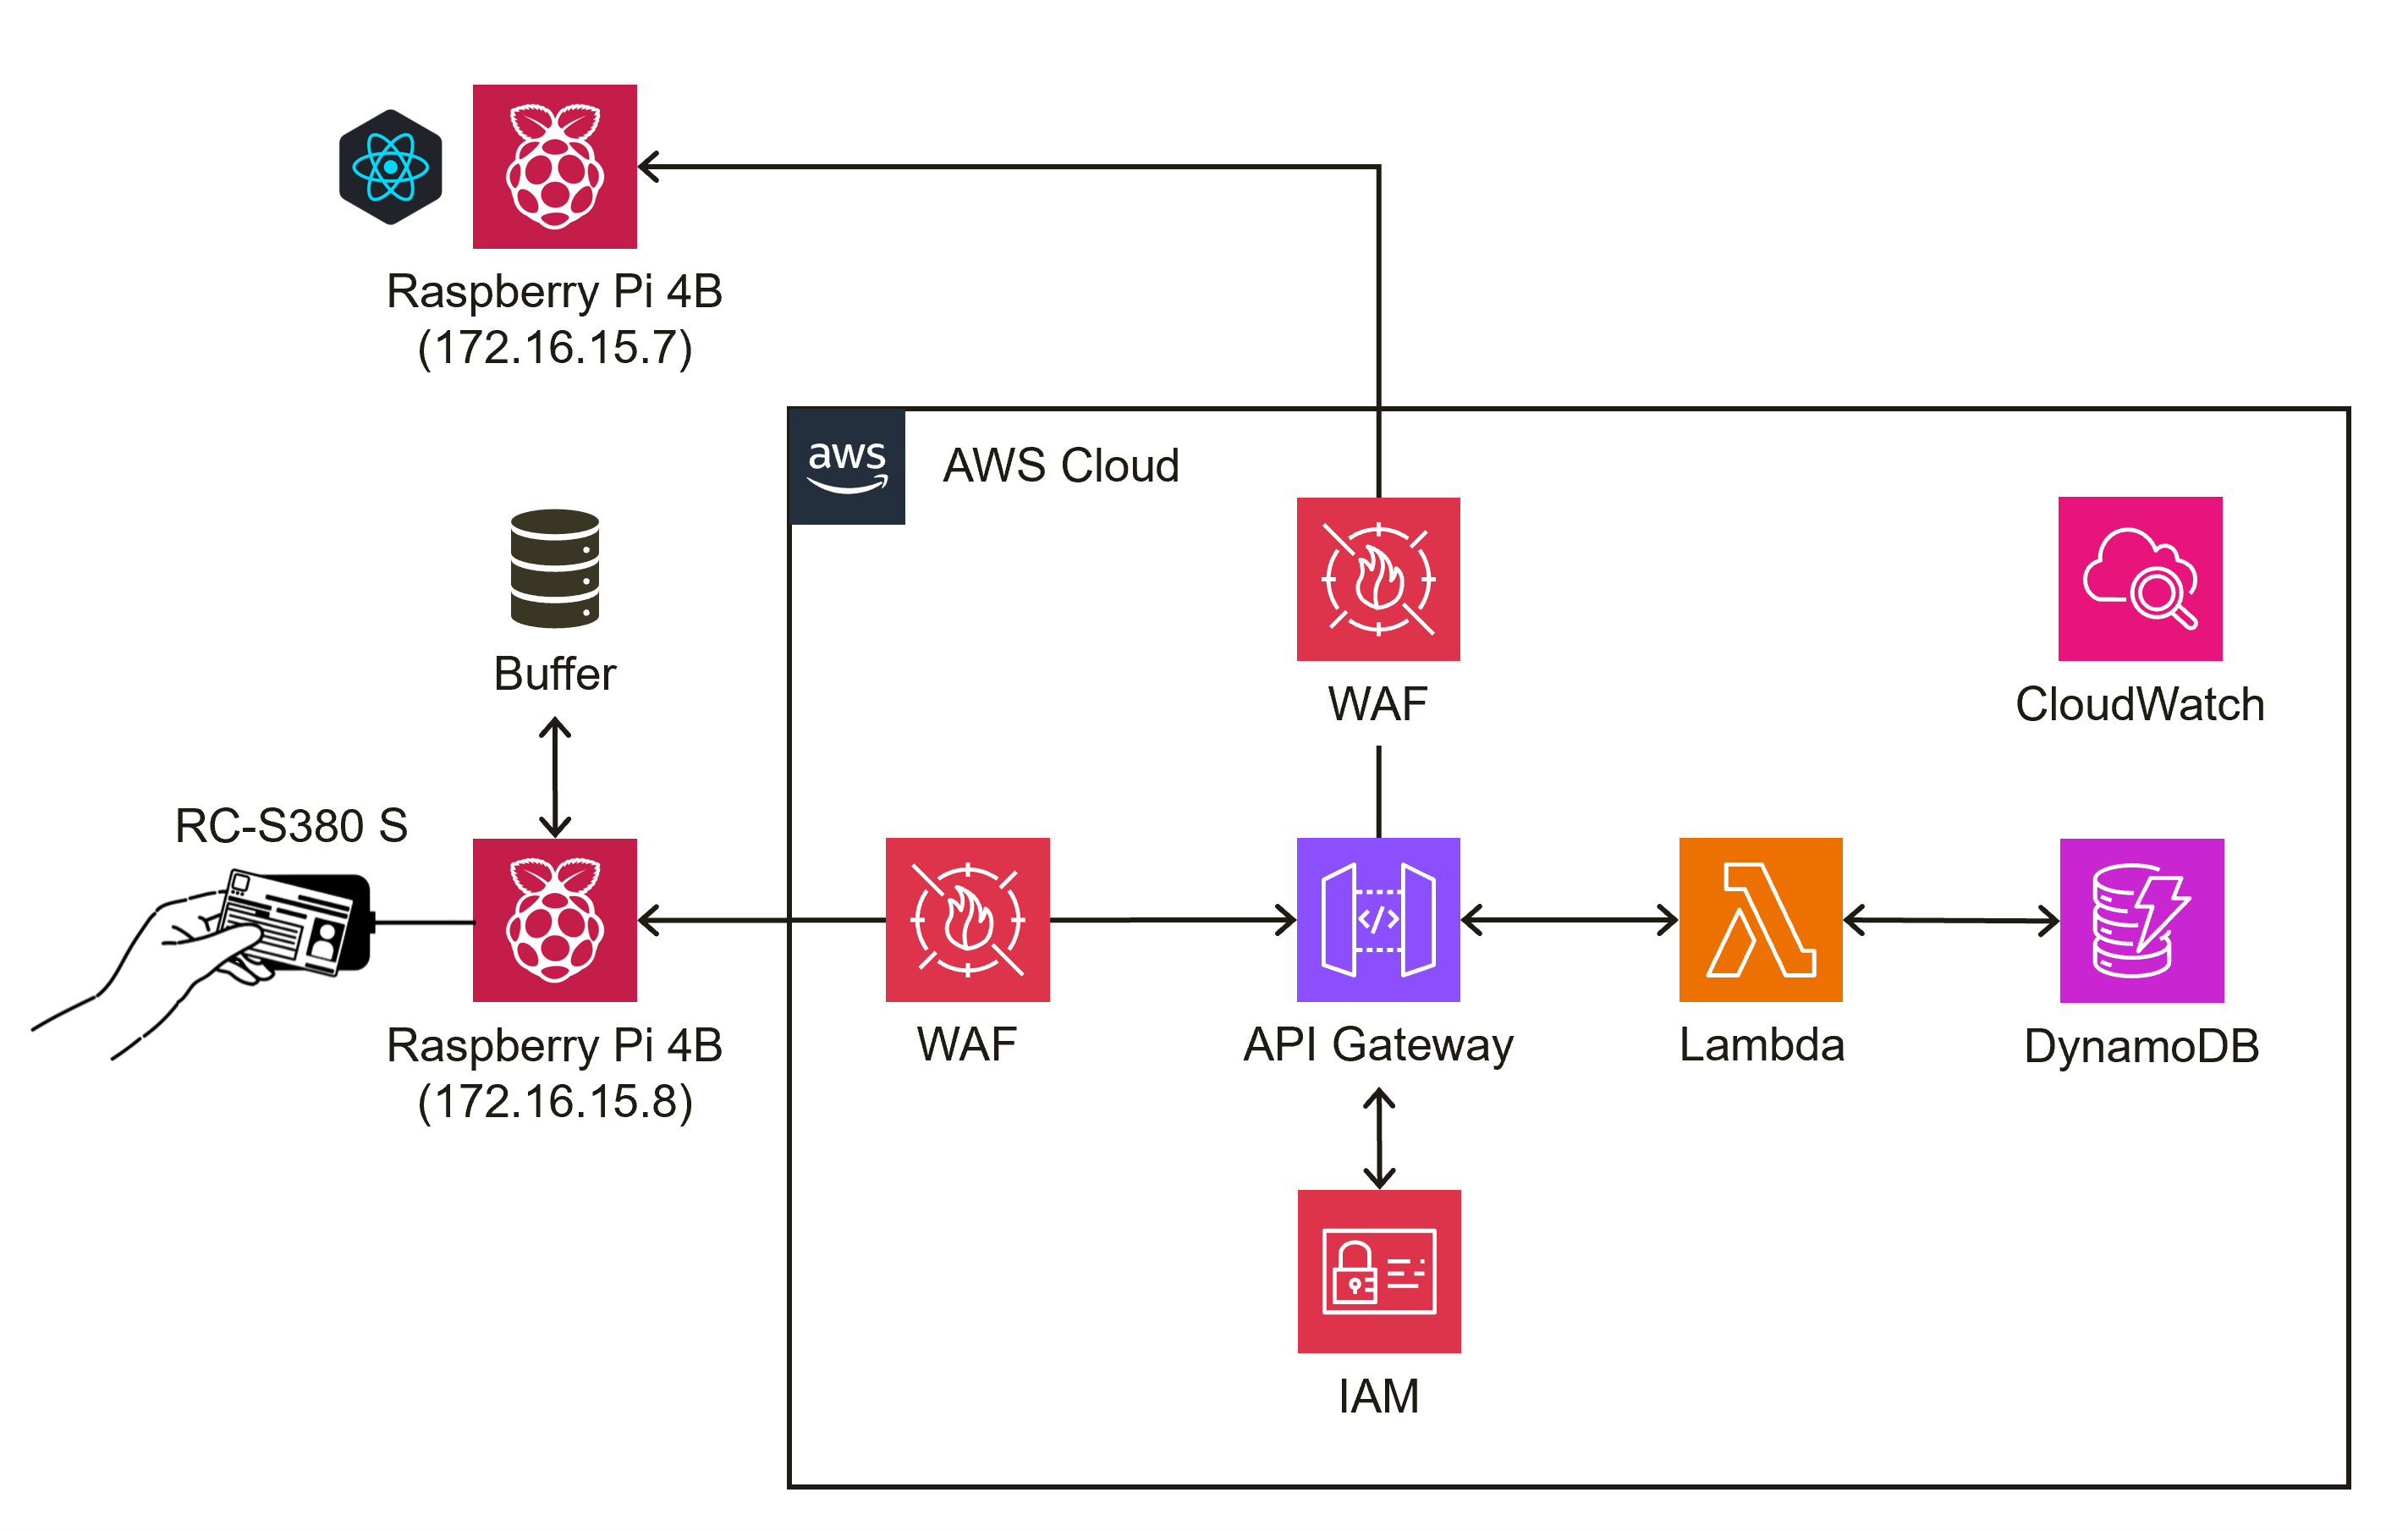 Raspberry Pi 4B
(172.16.15.7)
aws
AWS Cloud
Buffer
WAF
CloudWatch
RC-S380 S
Raspberry Pi 4B
(172.16.15.8)
WAF
API Gateway
Lambda
DynamoDB
IAM